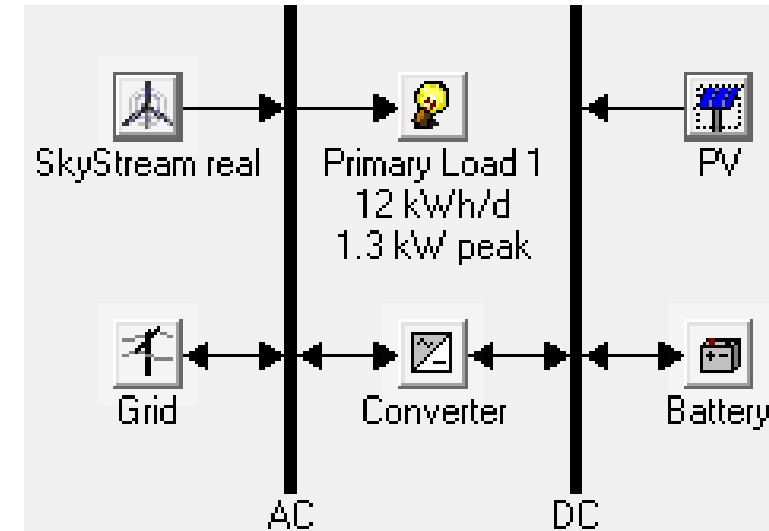 SkyStream real
Primary Load 1
12 kWh/d
1.3 kW peak
PV
Grid
Converter
Battery
AC
DC